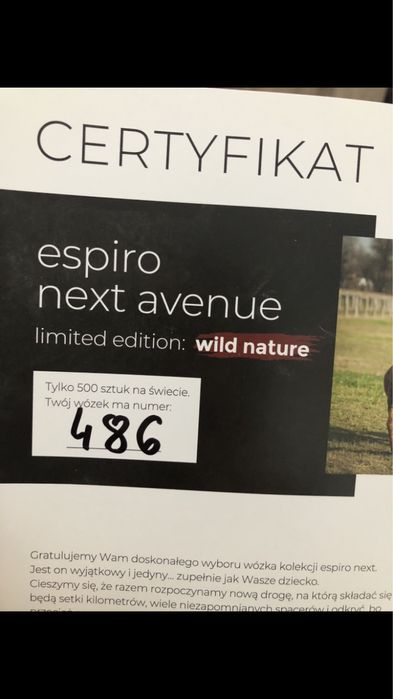 CERTYFIKAT
espiro
next avenue
limited edition: wild nature
Tylko 500 sztuk na świecie.
Twój wózek ma numer:
486
Gratulujemy Wam doskonałego wyboru wózka kolekcji espiro next.
Jest on wyjątkowy i jedyny... zupełnie jak Wasze dziecko.
Cieszymy się, że razem rozpoczynamy nową drogę, na którą składać się
będą setki kilometrów, wiele niezapomnianych spacerów i odkryć, bo